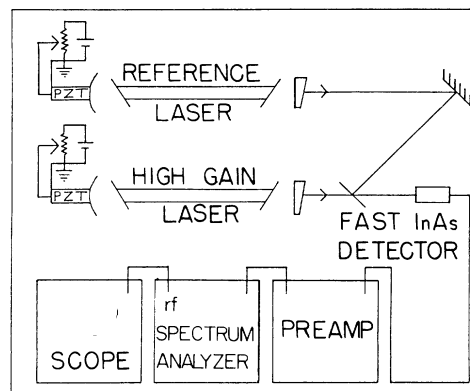 PZT
REFERENCE
LASER
PZT
HIGH GAIN
LASER
FAST InAs
DETECTOR
SCOPE
rf
SPECTRUM
ANALYZER
PREAMP